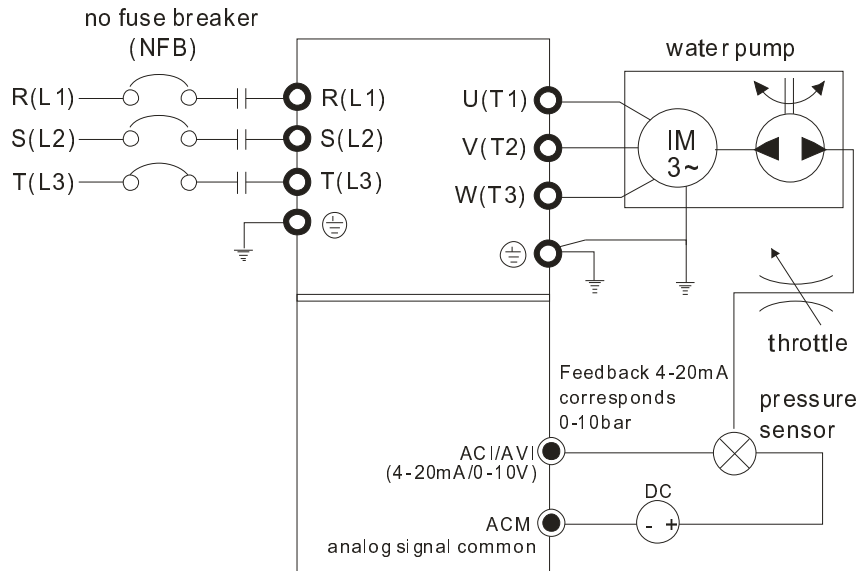 no fuse breaker
(NFB)
water pump
R(L1)
R(L1)
U(T1)
S(L2)
S(L2)
V(T2)
IM
3~
T(L3)
T(L3)
W(T3)
throttle
Feedback 4-20mA
corresponds
0-10bar
pressure
sensor
ACI/AVI
(4-20mA/0-10V)
DC
- +
ACM
analog signal common